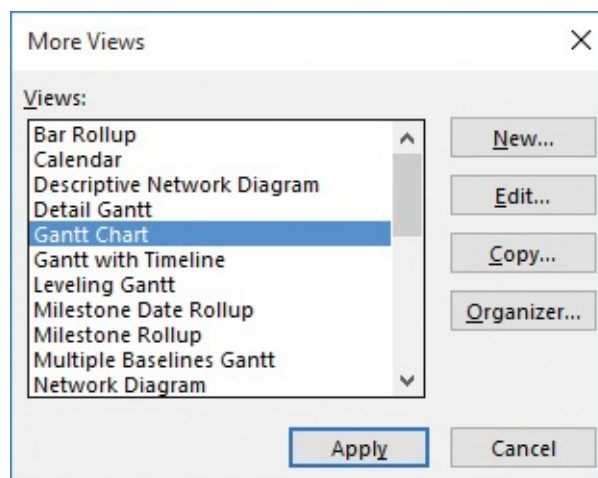 More Views
Views:
Bar Rollup
Calendar
Descriptive Network Diagram
Detail Gantt
Gantt Chart
Gantt with Timeline
Leveling Gantt
Milestone Date Rollup
Milestone Rollup
Multiple Baselines Gantt
Network Diagram
New...
Edit...
Copy...
Organizer...
Apply
Cancel